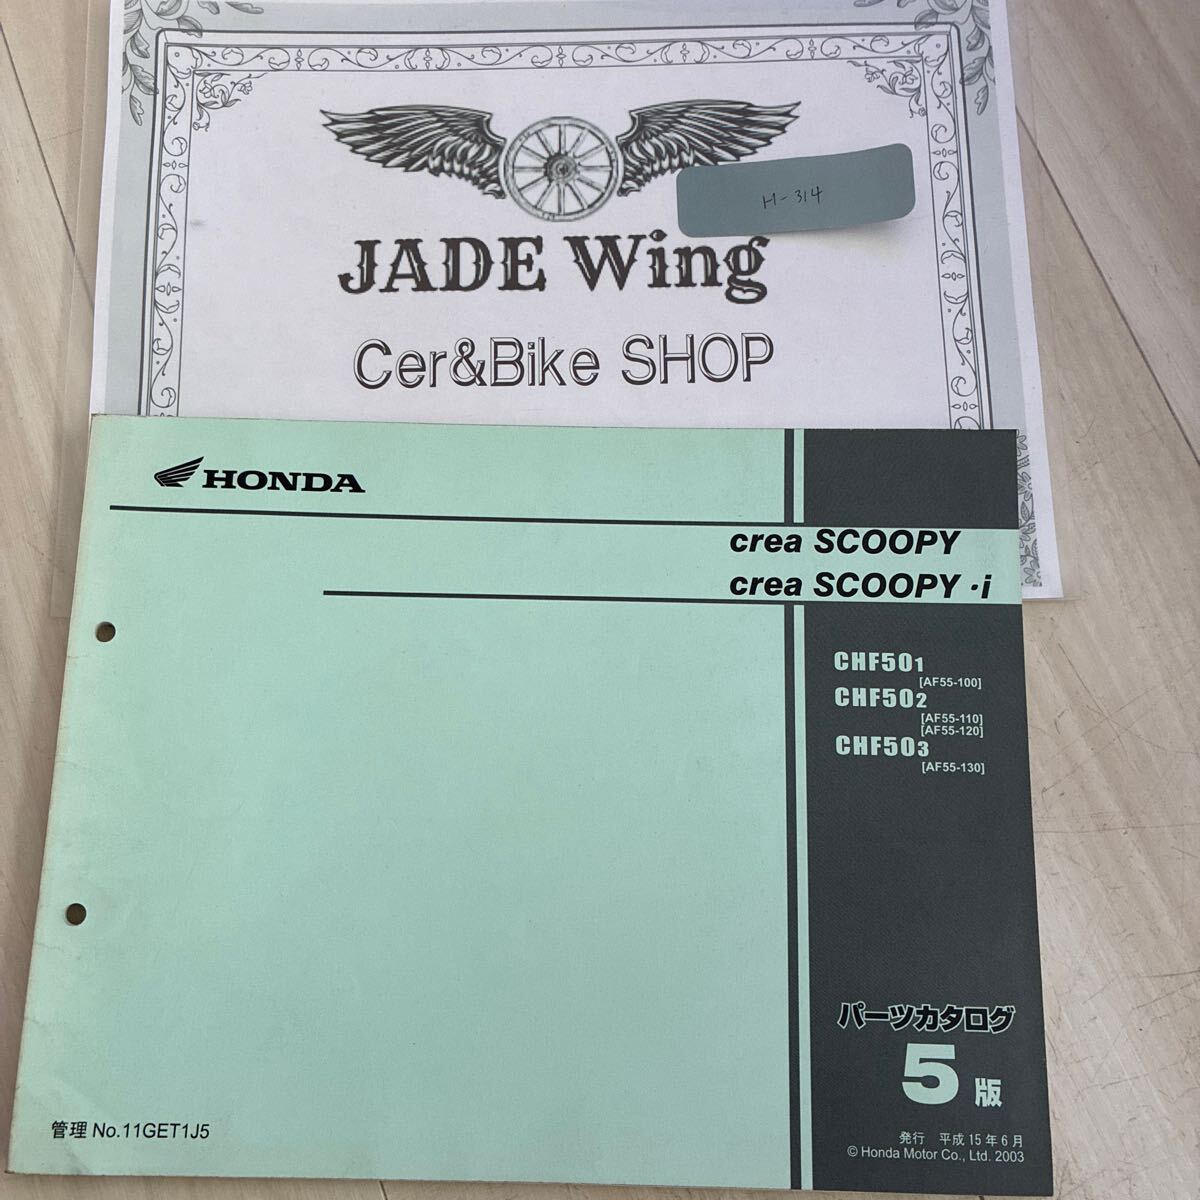 H-314
JADE Wing
Cer&Bike SHOP
HONDA
crea SCOOPY
crea SCOOPY・i
CHF501
[AF55-100]
CHF502
[AF55-110]
[AF55-120]
CHF503
[AF55-130]
パーツカタログ
5版
管理 No.11GET1J5
発行 平成15年6月
© Honda Motor Co., Ltd. 2003